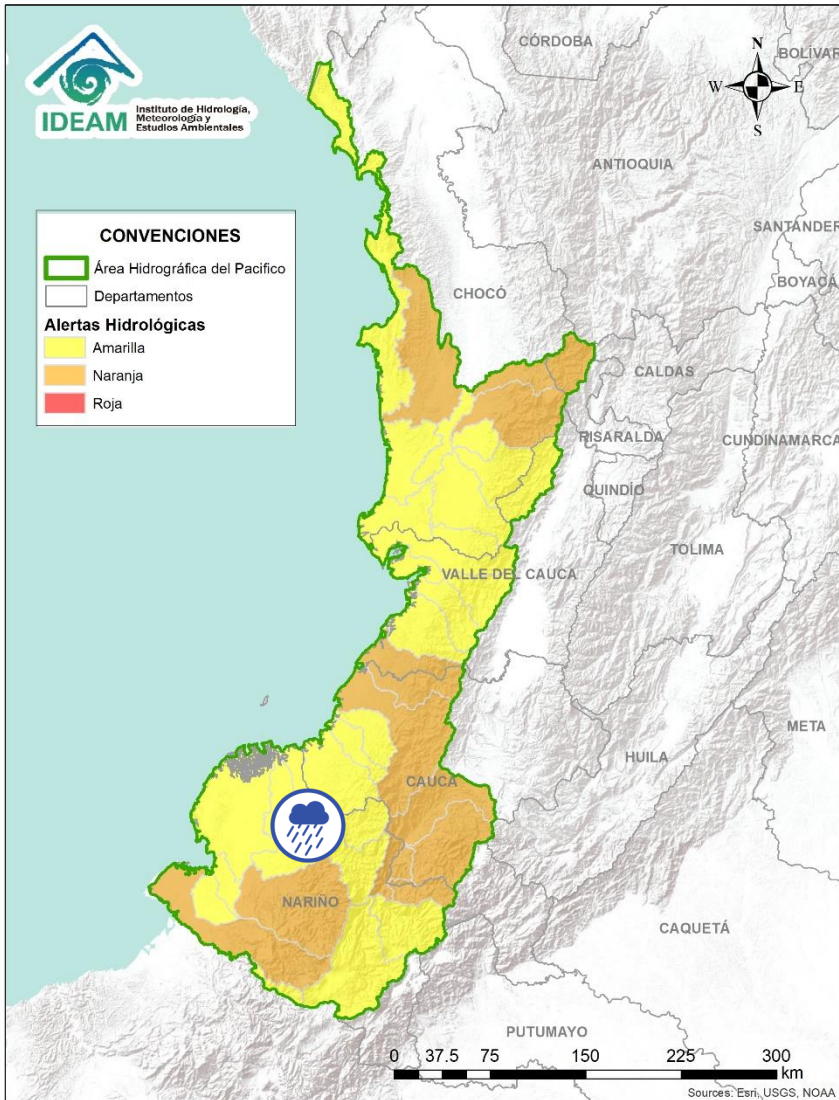 IDEAM
Instituto de Hidrología,
Meteorología y
Estudios Ambientales
CÓRDOBA
BOLÍVAR
N
W
E
S
ANTIOQUIA
SANTANDER
BOYACÁ
CONVENCIONES
Área Hidrográfica del Pacifico
Departamentos
Alertas Hidrológicas
Amarilla
Naranja
Roja
CHOCÓ
CALDAS
RISARALDA
CUNDINAMARCA
QUINDÍO
TOLIMA
VALLE DEL CAUCA
META
HUILA
CAUCA
NARIÑO
CAQUETÁ
PUTUMAYO
0 37.5 75 150 225 300
km
Sources: Esri, USGS, NOAA